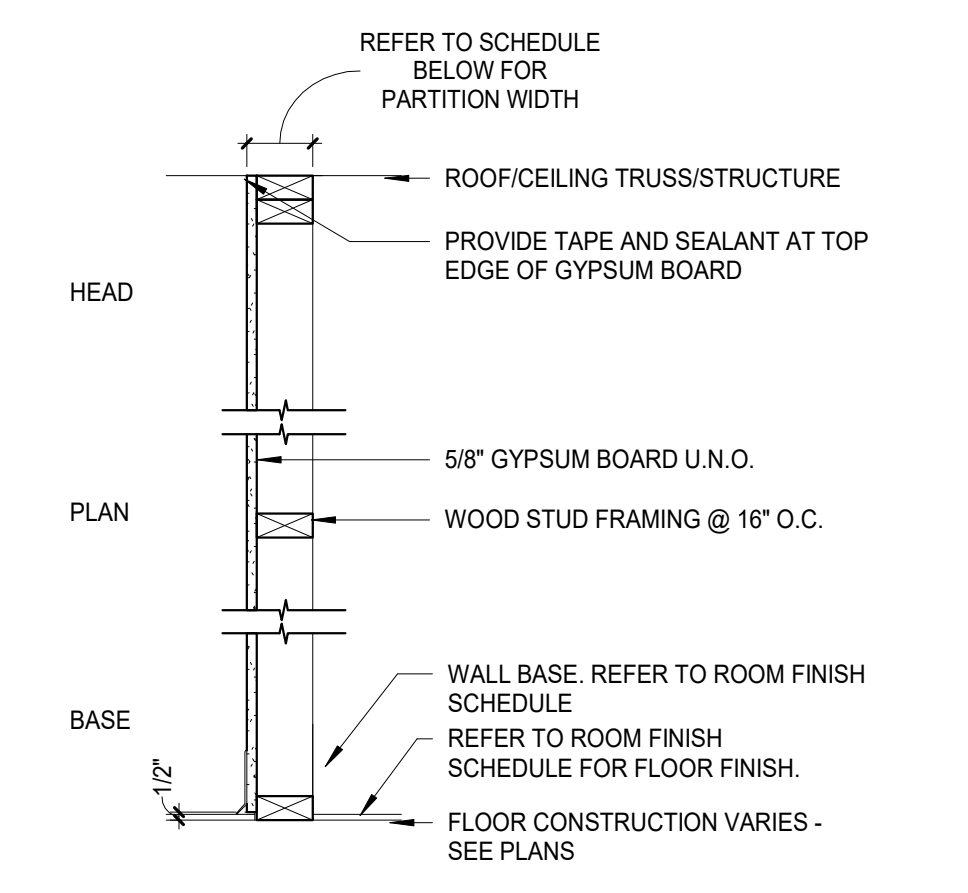 REFER TO SCHEDULE
BELOW FOR
PARTITION WIDTH
ROOF/CEILING TRUSS/STRUCTURE
PROVIDE TAPE AND SEALANT AT TOP
EDGE OF GYPSUM BOARD
HEAD
5/8" GYPSUM BOARD U.N.O.
PLAN
WOOD STUD FRAMING @ 16" O.C.
WALL BASE. REFER TO ROOM FINISH
SCHEDULE
BASE
REFER TO ROOM FINISH
SCHEDULE FOR FLOOR FINISH.
1/2"
FLOOR CONSTRUCTION VARIES -
SEE PLANS